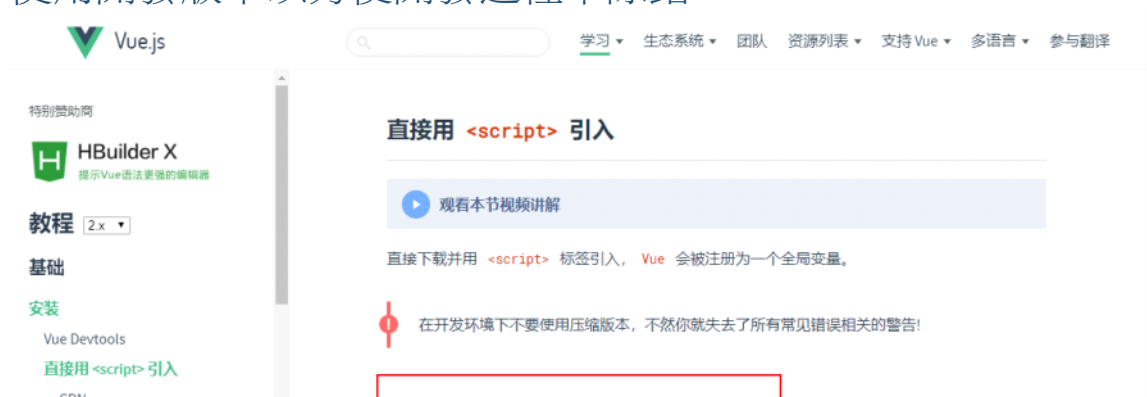 Vue.js
学习 生态系统 团队 资源列表 支持 Vue 多语言 参与翻译
特别赞助商
HBuilder X
提示Vue语法更强的编辑器
教程 2.x
基础
安装
Vue Devtools
直接用 <script> 引入
直接用 <script> 引入
观看本节视频讲解
直接下载并用 <script> 标签引入， Vue 会被注册为一个全局变量。
在开发环境下不要使用压缩版本，不然你就失去了所有常见错误相关的警告!